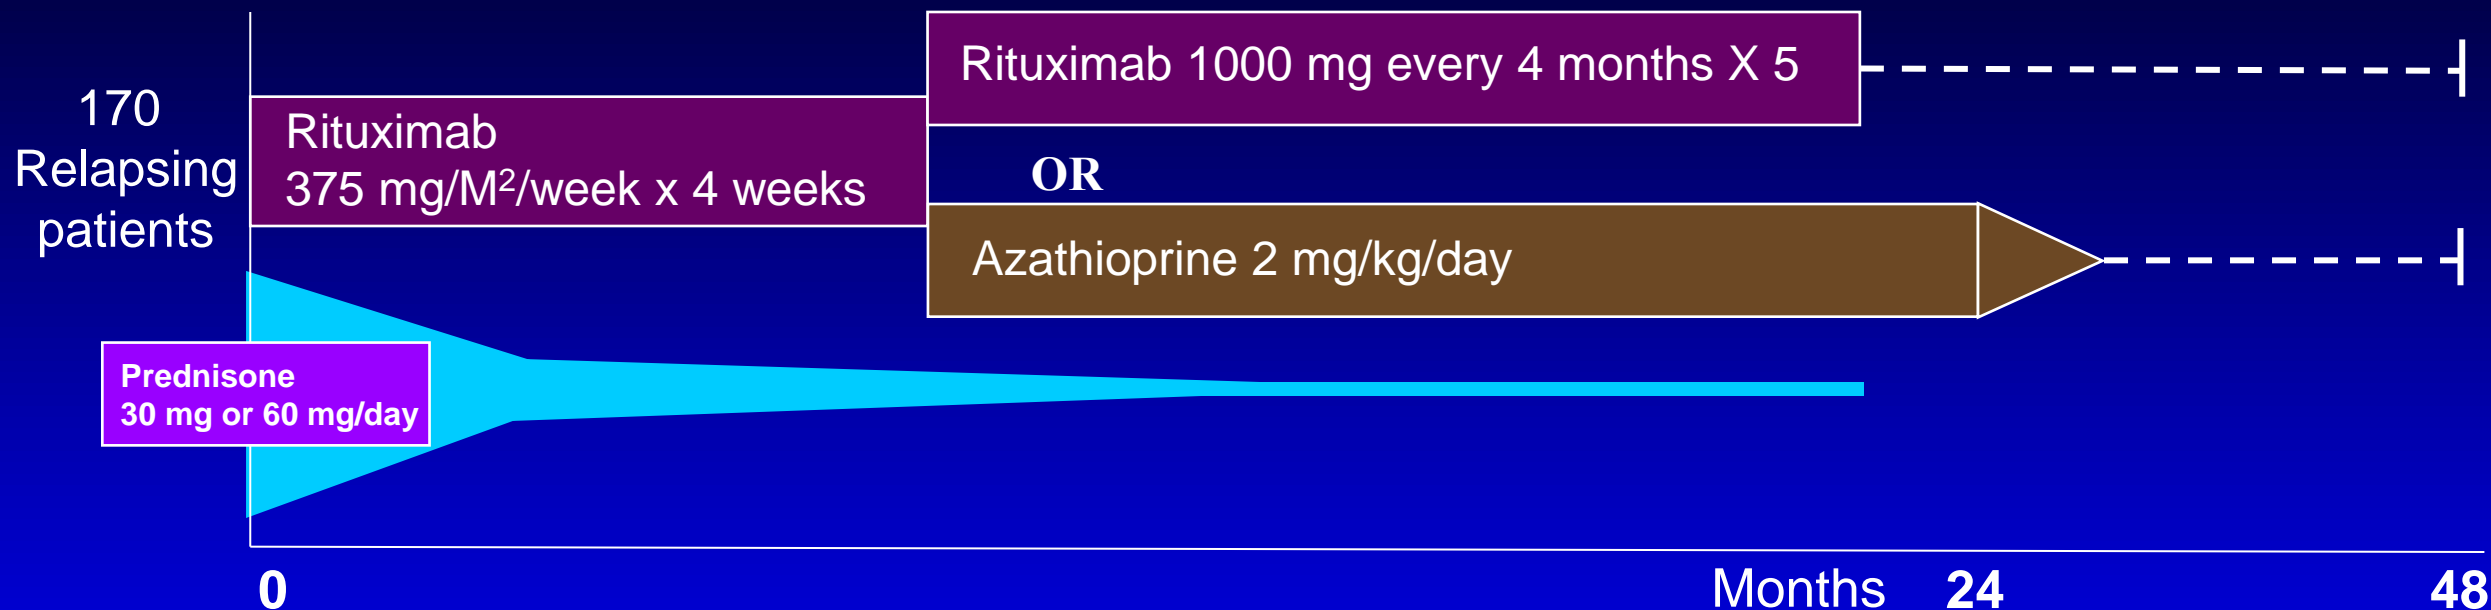 170
Relapsing
patients
Rituximab
375 mg/M²/week x 4 weeks
Rituximab 1000 mg every 4 months X 5
OR
Azathioprine 2 mg/kg/day
Prednisone
30 mg or 60 mg/day
0
Months
24
48